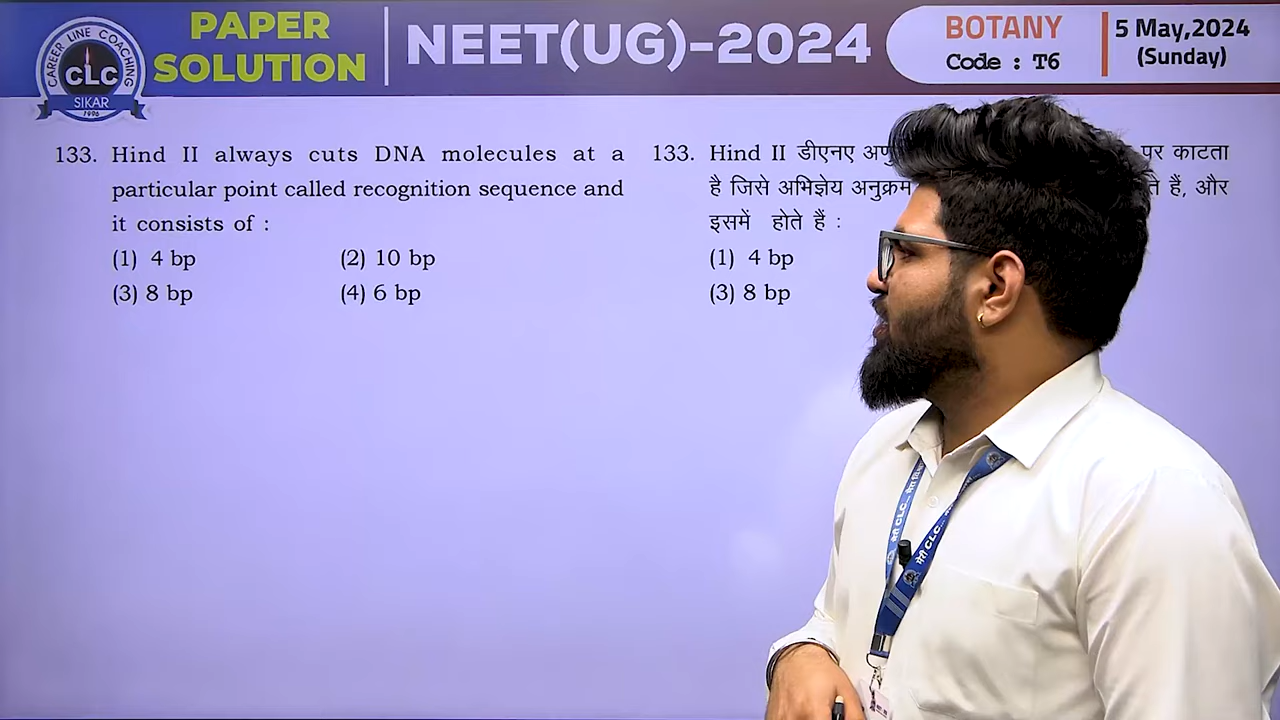 CAREER LINE COACHING
CLC
SIKAR
1996
PAPER
SOLUTION
NEET(UG)-2024
BOTANY
Code : T6
5 May,2024
(Sunday)
133. Hind II always cuts DNA molecules at a
particular point called recognition sequence and
it consists of :
(1) 4 bp (2) 10 bp
(3) 8 bp (4) 6 bp
133. Hind II डीएनए पर काटता
है जिसे अभिज्ञेय अनुक्रम हैं, और
इसमें होते हैं :
(1) 4 bp
(3) 8 bp
मेरी CLC